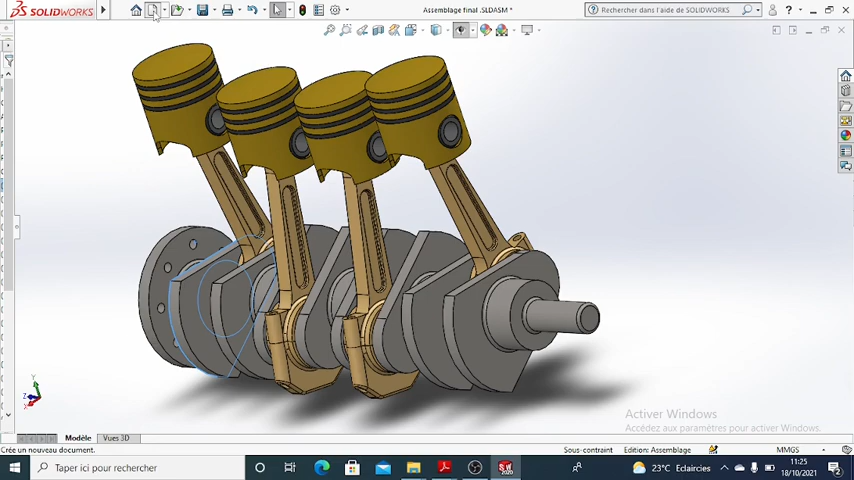 SOLIDWORKS
Assemblage final .SLDASM *
Rechercher dans l'aide de SOLIDWORKS
Activer Windows
Accédez aux paramètres pour activer Windows.
Modèle
Vues 3D
Crée un nouveau document.
Sous-contraint
Edition: Assemblage
MMGS
Taper ici pour rechercher
23°C Eclaircies
11:25
18/10/2021